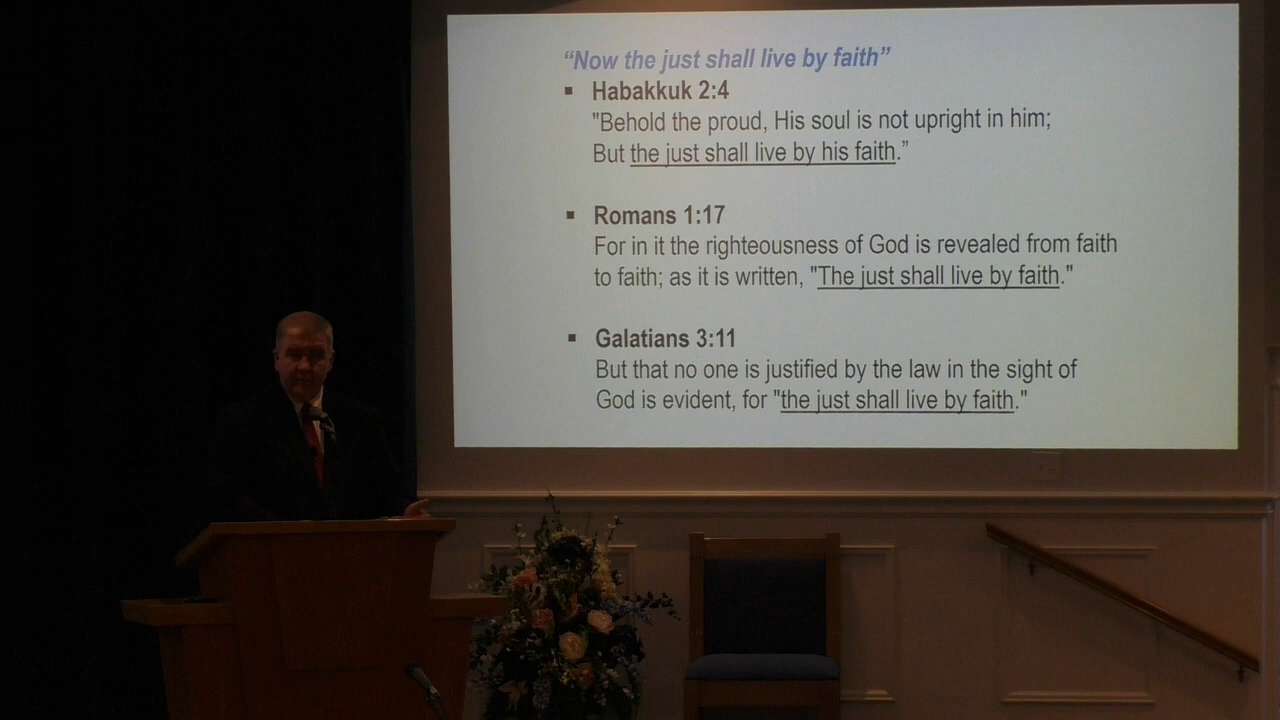 “Now the just shall live by faith”
▪ Habakkuk 2:4
"Behold the proud, His soul is not upright in him;
But the just shall live by his faith.”
▪ Romans 1:17
For in it the righteousness of God is revealed from faith
to faith; as it is written, "The just shall live by faith."
▪ Galatians 3:11
But that no one is justified by the law in the sight of
God is evident, for "the just shall live by faith."